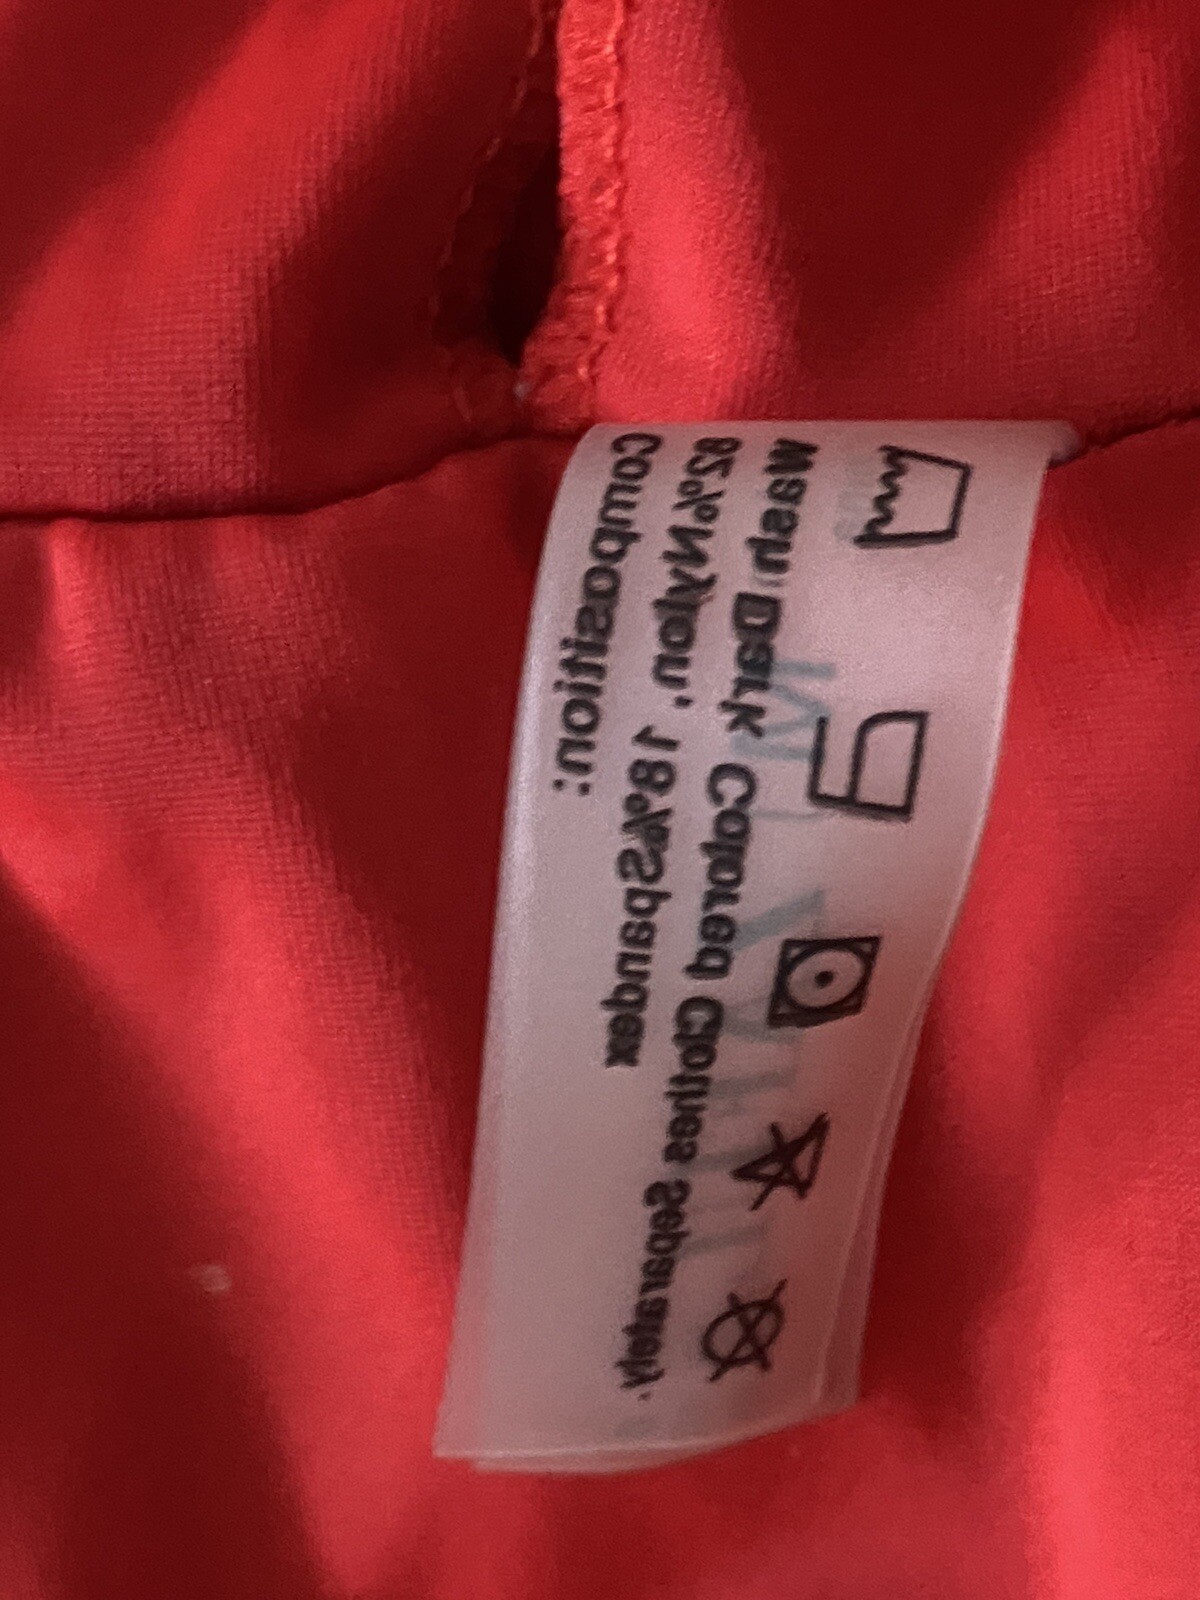 Composition:
82%Nylon, 18%Spandex
Wash Dark Colored Clothes Separately.